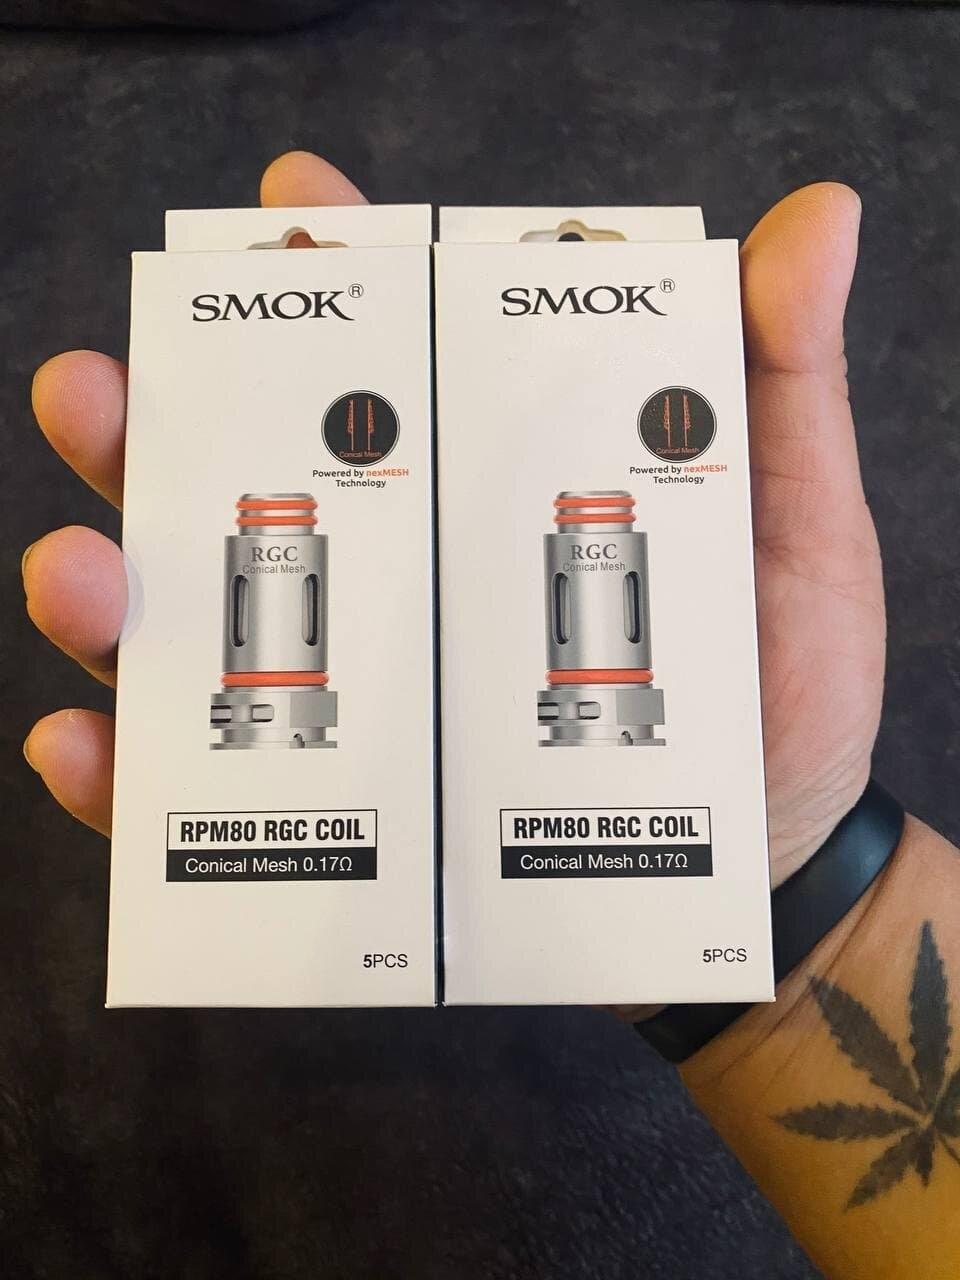 SMOK®
Conical Mesh
Powered by nexMESH
Technology
RGC
Conical Mesh
RPM80 RGC COIL
Conical Mesh 0.17Ω
5PCS
SMOK®
Conical Mesh
Powered by nexMESH
Technology
RGC
Conical Mesh
RPM80 RGC COIL
Conical Mesh 0.17Ω
5PCS